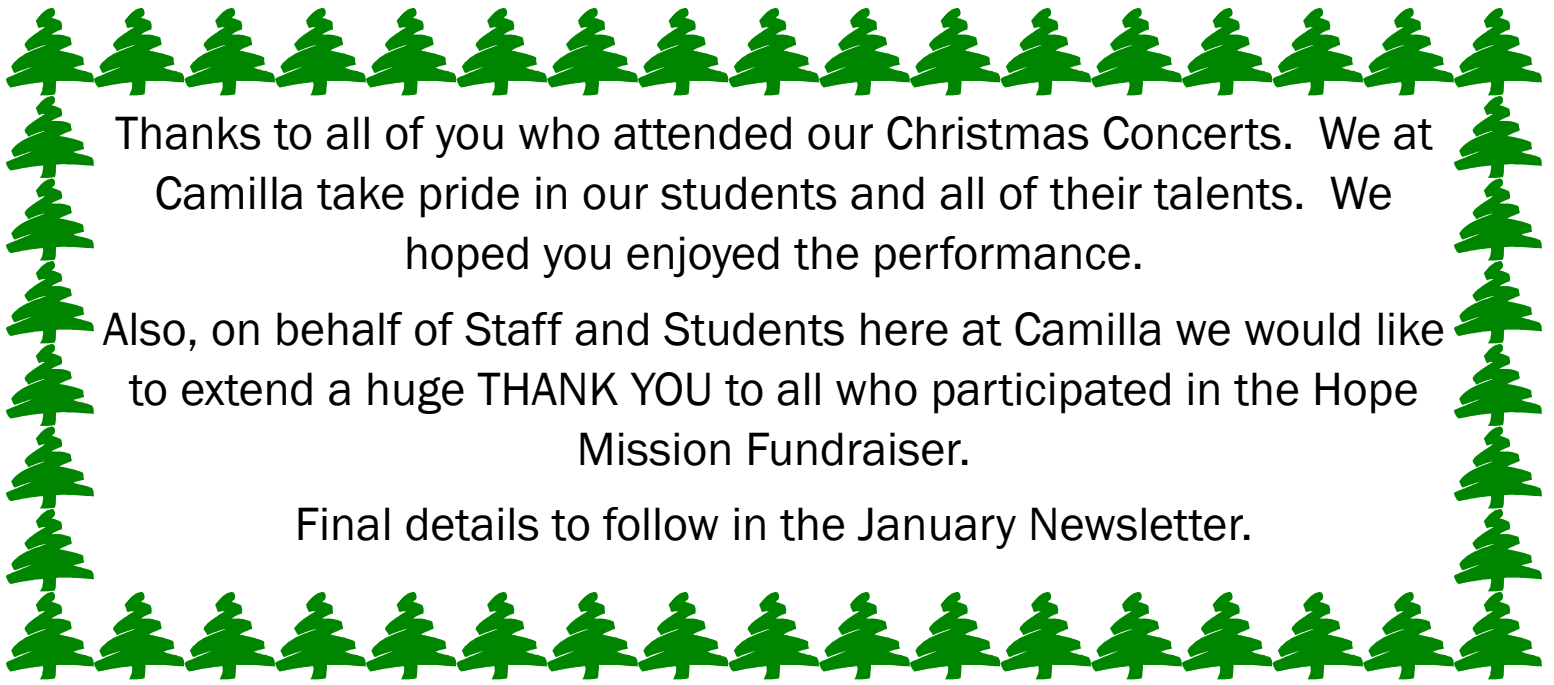 Thanks to all of you who attended our Christmas Concerts.  We at
Camilla take pride in our students and all of their talents.  We
hoped you enjoyed the performance.
Also, on behalf of Staff and Students here at Camilla we would like
to extend a huge THANK YOU to all who participated in the Hope
Mission Fundraiser.
Final details to follow in the January Newsletter.